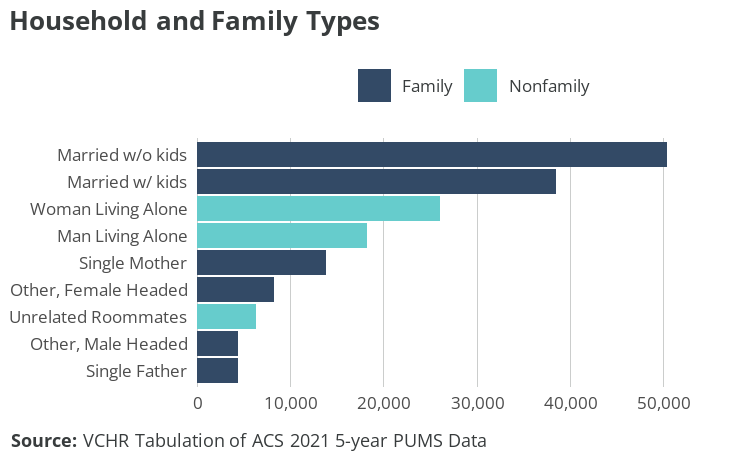 Household and Family Types
Family Nonfamily
Married w/o kids
Married w/ kids
Woman Living Alone
Man Living Alone
Single Mother
Other, Female Headed
Unrelated Roommates
Other, Male Headed
Single Father
0 10,000 20,000 30,000 40,000 50,000
Source: VCHR Tabulation of ACS 2021 5-year PUMS Data